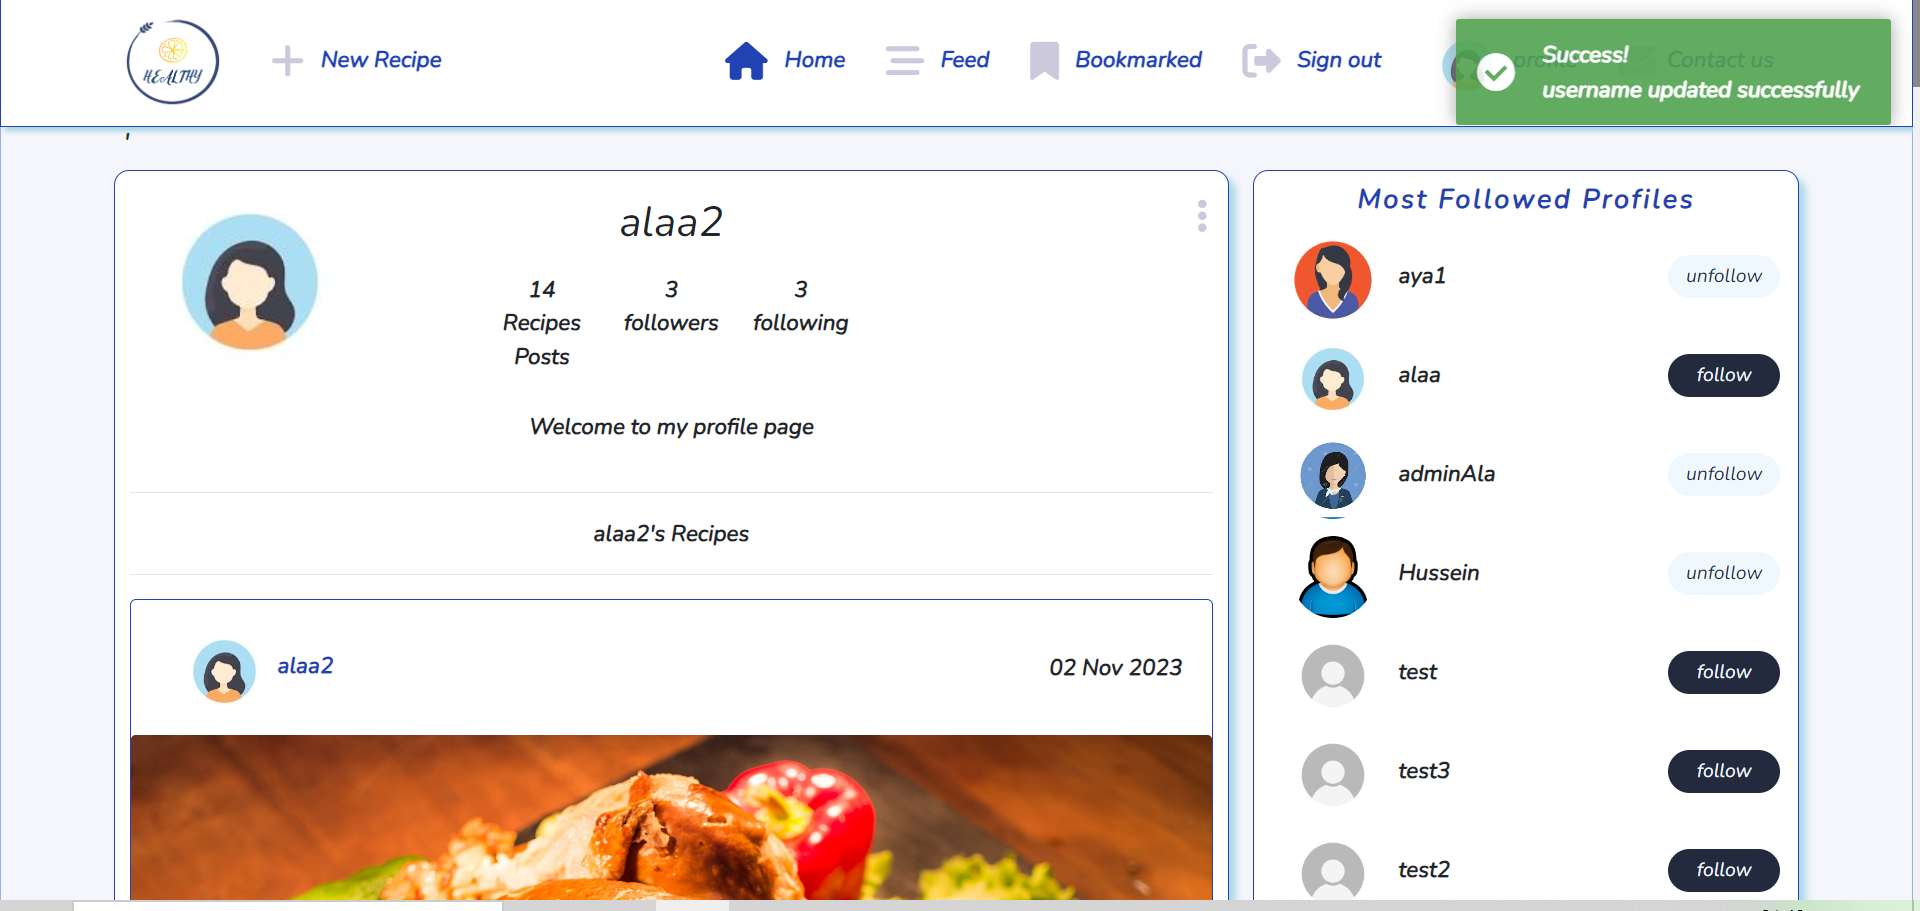 HEALTHY
New Recipe
Home
Feed
Bookmarked
Sign out
profile
Contact us
Success!
username updated successfully
alaa2
14
Recipes
Posts
3
followers
3
following
Welcome to my profile page
alaa2's Recipes
alaa2
02 Nov 2023
Most Followed Profiles
aya1
unfollow
alaa
follow
adminAla
unfollow
Hussein
unfollow
test
follow
test3
follow
test2
follow